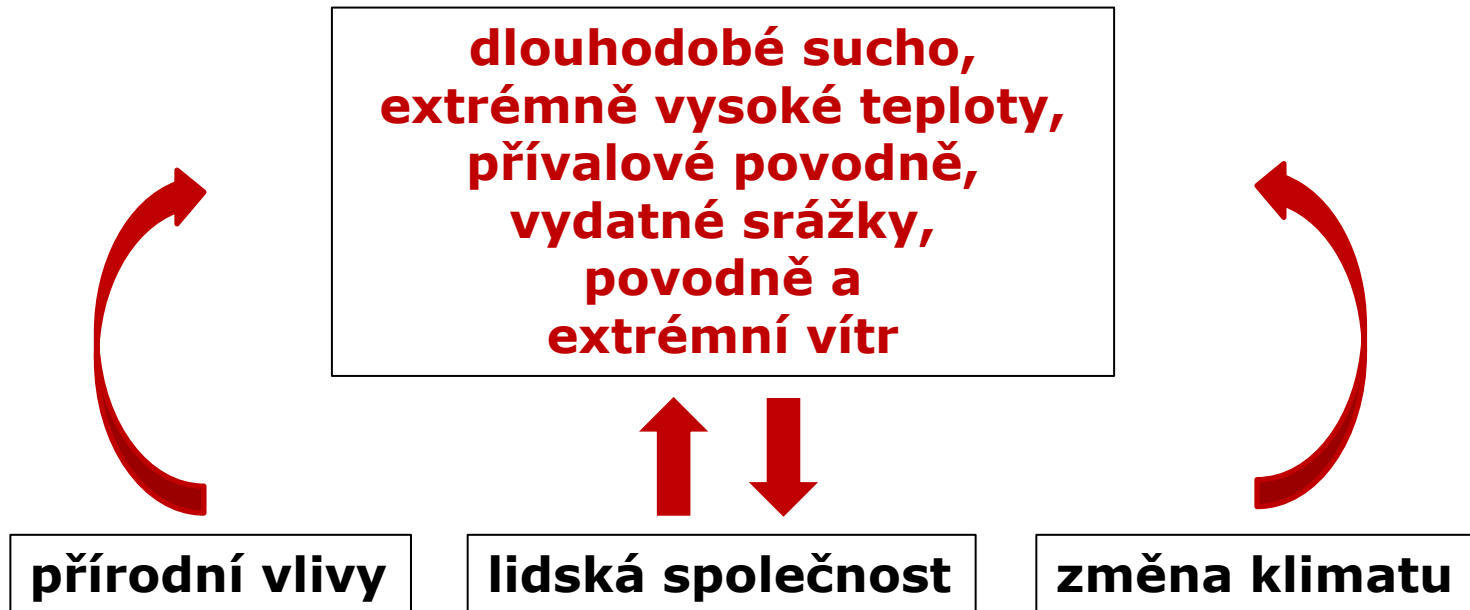 dlouhodobé sucho,
extrémně vysoké teploty,
přívalové povodně,
vydatné srážky,
povodně a
extrémní vítr
přírodní vlivy
lidská společnost
změna klimatu